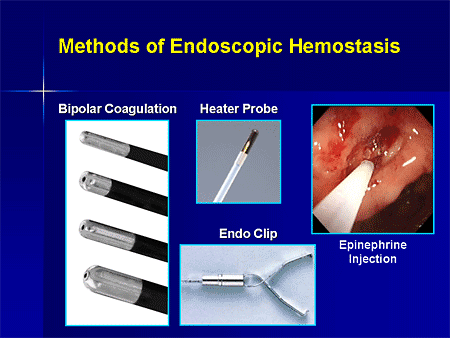 Methods of Endoscopic Hemostasis
Bipolar Coagulation
Heater Probe
Endo Clip
Epinephrine
Injection